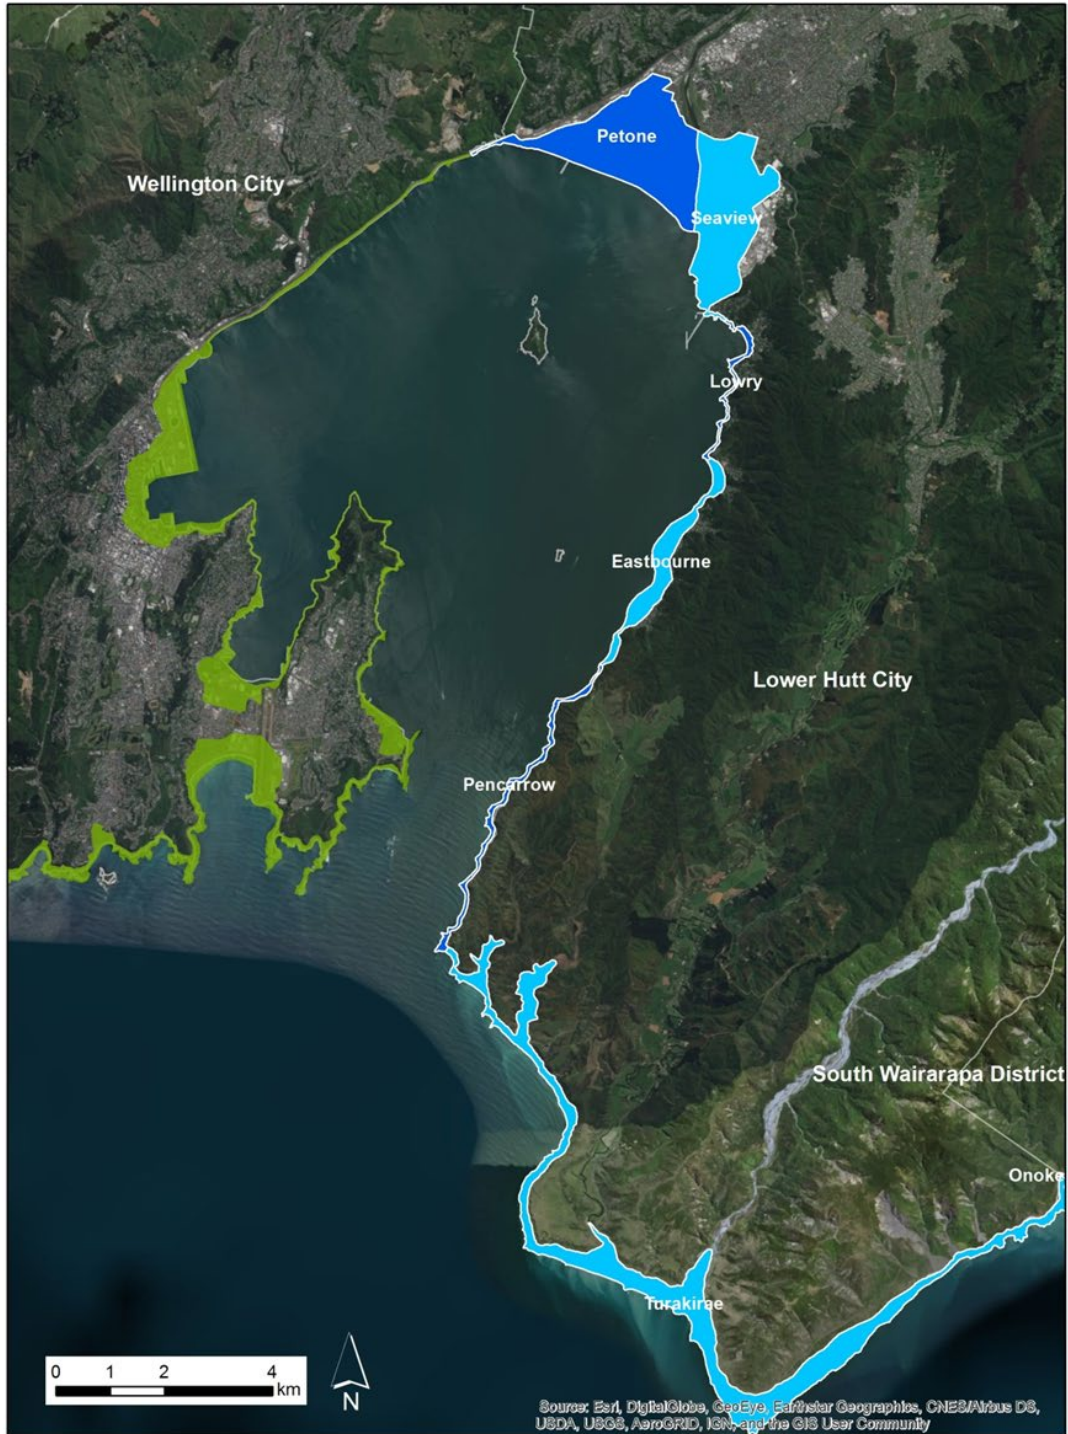 Petone
Wellington City
Seaview
Lowry
Eastbourne
Lower Hutt City
Pencarrow
South Wairarapa District
Onoke
Turakirae
0 1 2 4
km
N
Source: Esri, DigitalGlobe, GeoEye, Earthstar Geographics, CNES/Airbus DS,
USDA, USGS, AeroGRID, IGN, and the GIS User Community